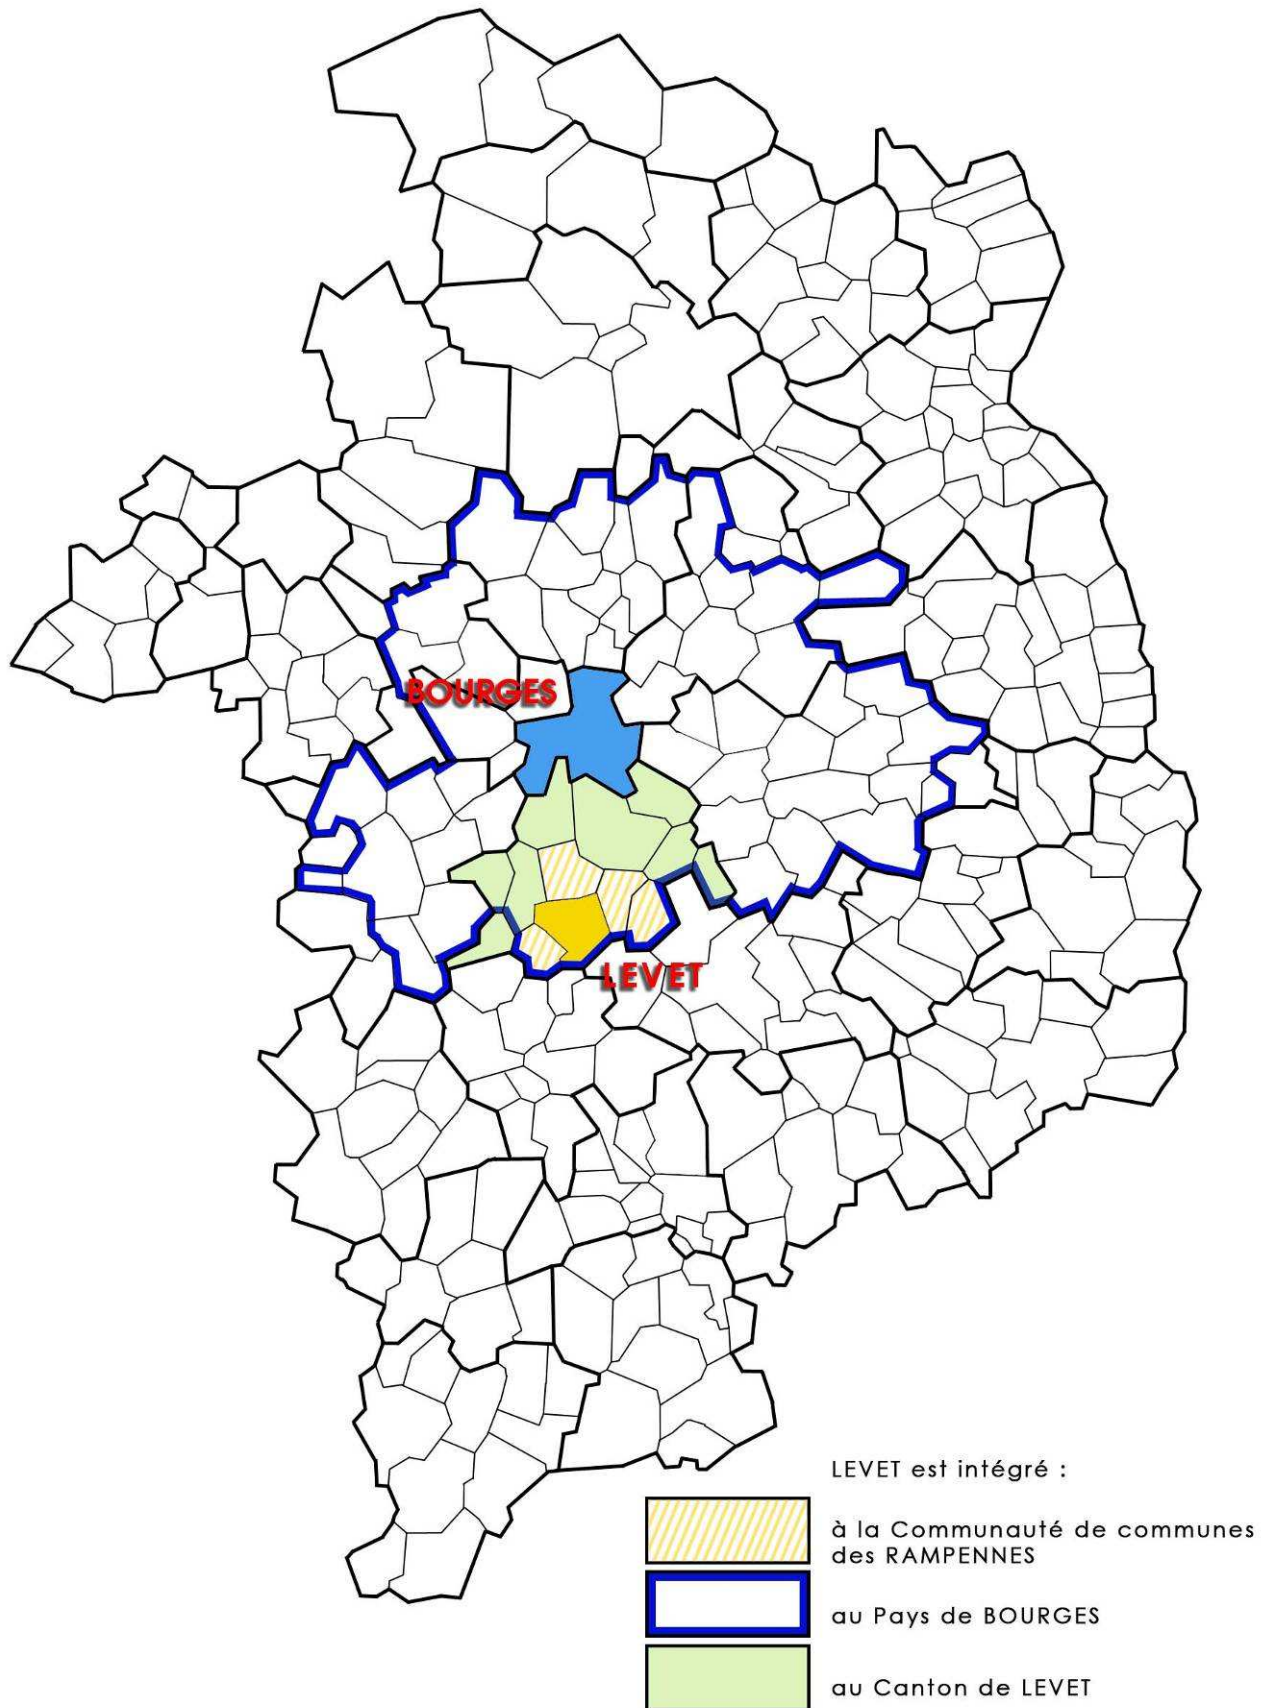 BOURGES
LEVET
LEVET est intégré :
à la Communauté de communes
des RAMPENNES
au Pays de BOURGES
au Canton de LEVET